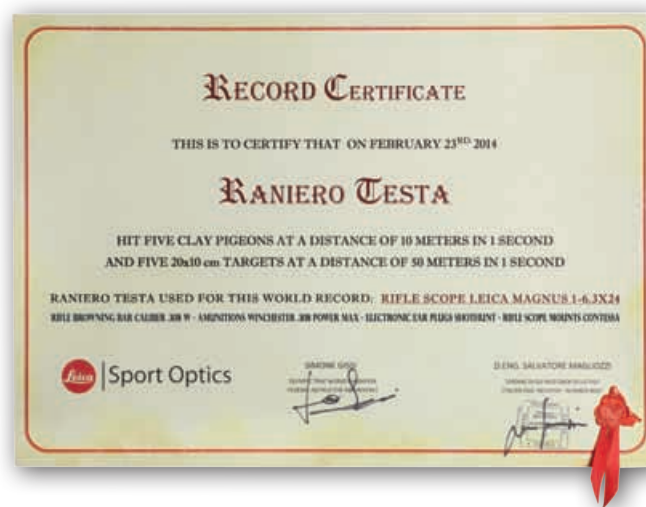 RECORD CERTIFICATE
THIS IS TO CERTIFY THAT ON FEBRUARY 23RD 2014
RANIERO TESTA
HIT FIVE CLAY PIGEONS AT A DISTANCE OF 10 METERS IN 1 SECOND
AND FIVE 20x10 cm TARGETS AT A DISTANCE OF 50 METERS IN 1 SECOND
RANIERO TESTA USED FOR THIS WORLD RECORD: RIFLE SCOPE LEICA MAGNUS 1-6.3X24
RIFLE BROWNING BAR CALIBER .308 W - AMUNITIONS WINCHESTER .308 POWER MAX - ELECTRONIC EAR PLUGS SHOTHUNT - RIFLE SCOPE MOUNTS CONTESSA
Leica Sport Optics
SIMONE
D.ENG. SALVATORE MAGLIOZZI